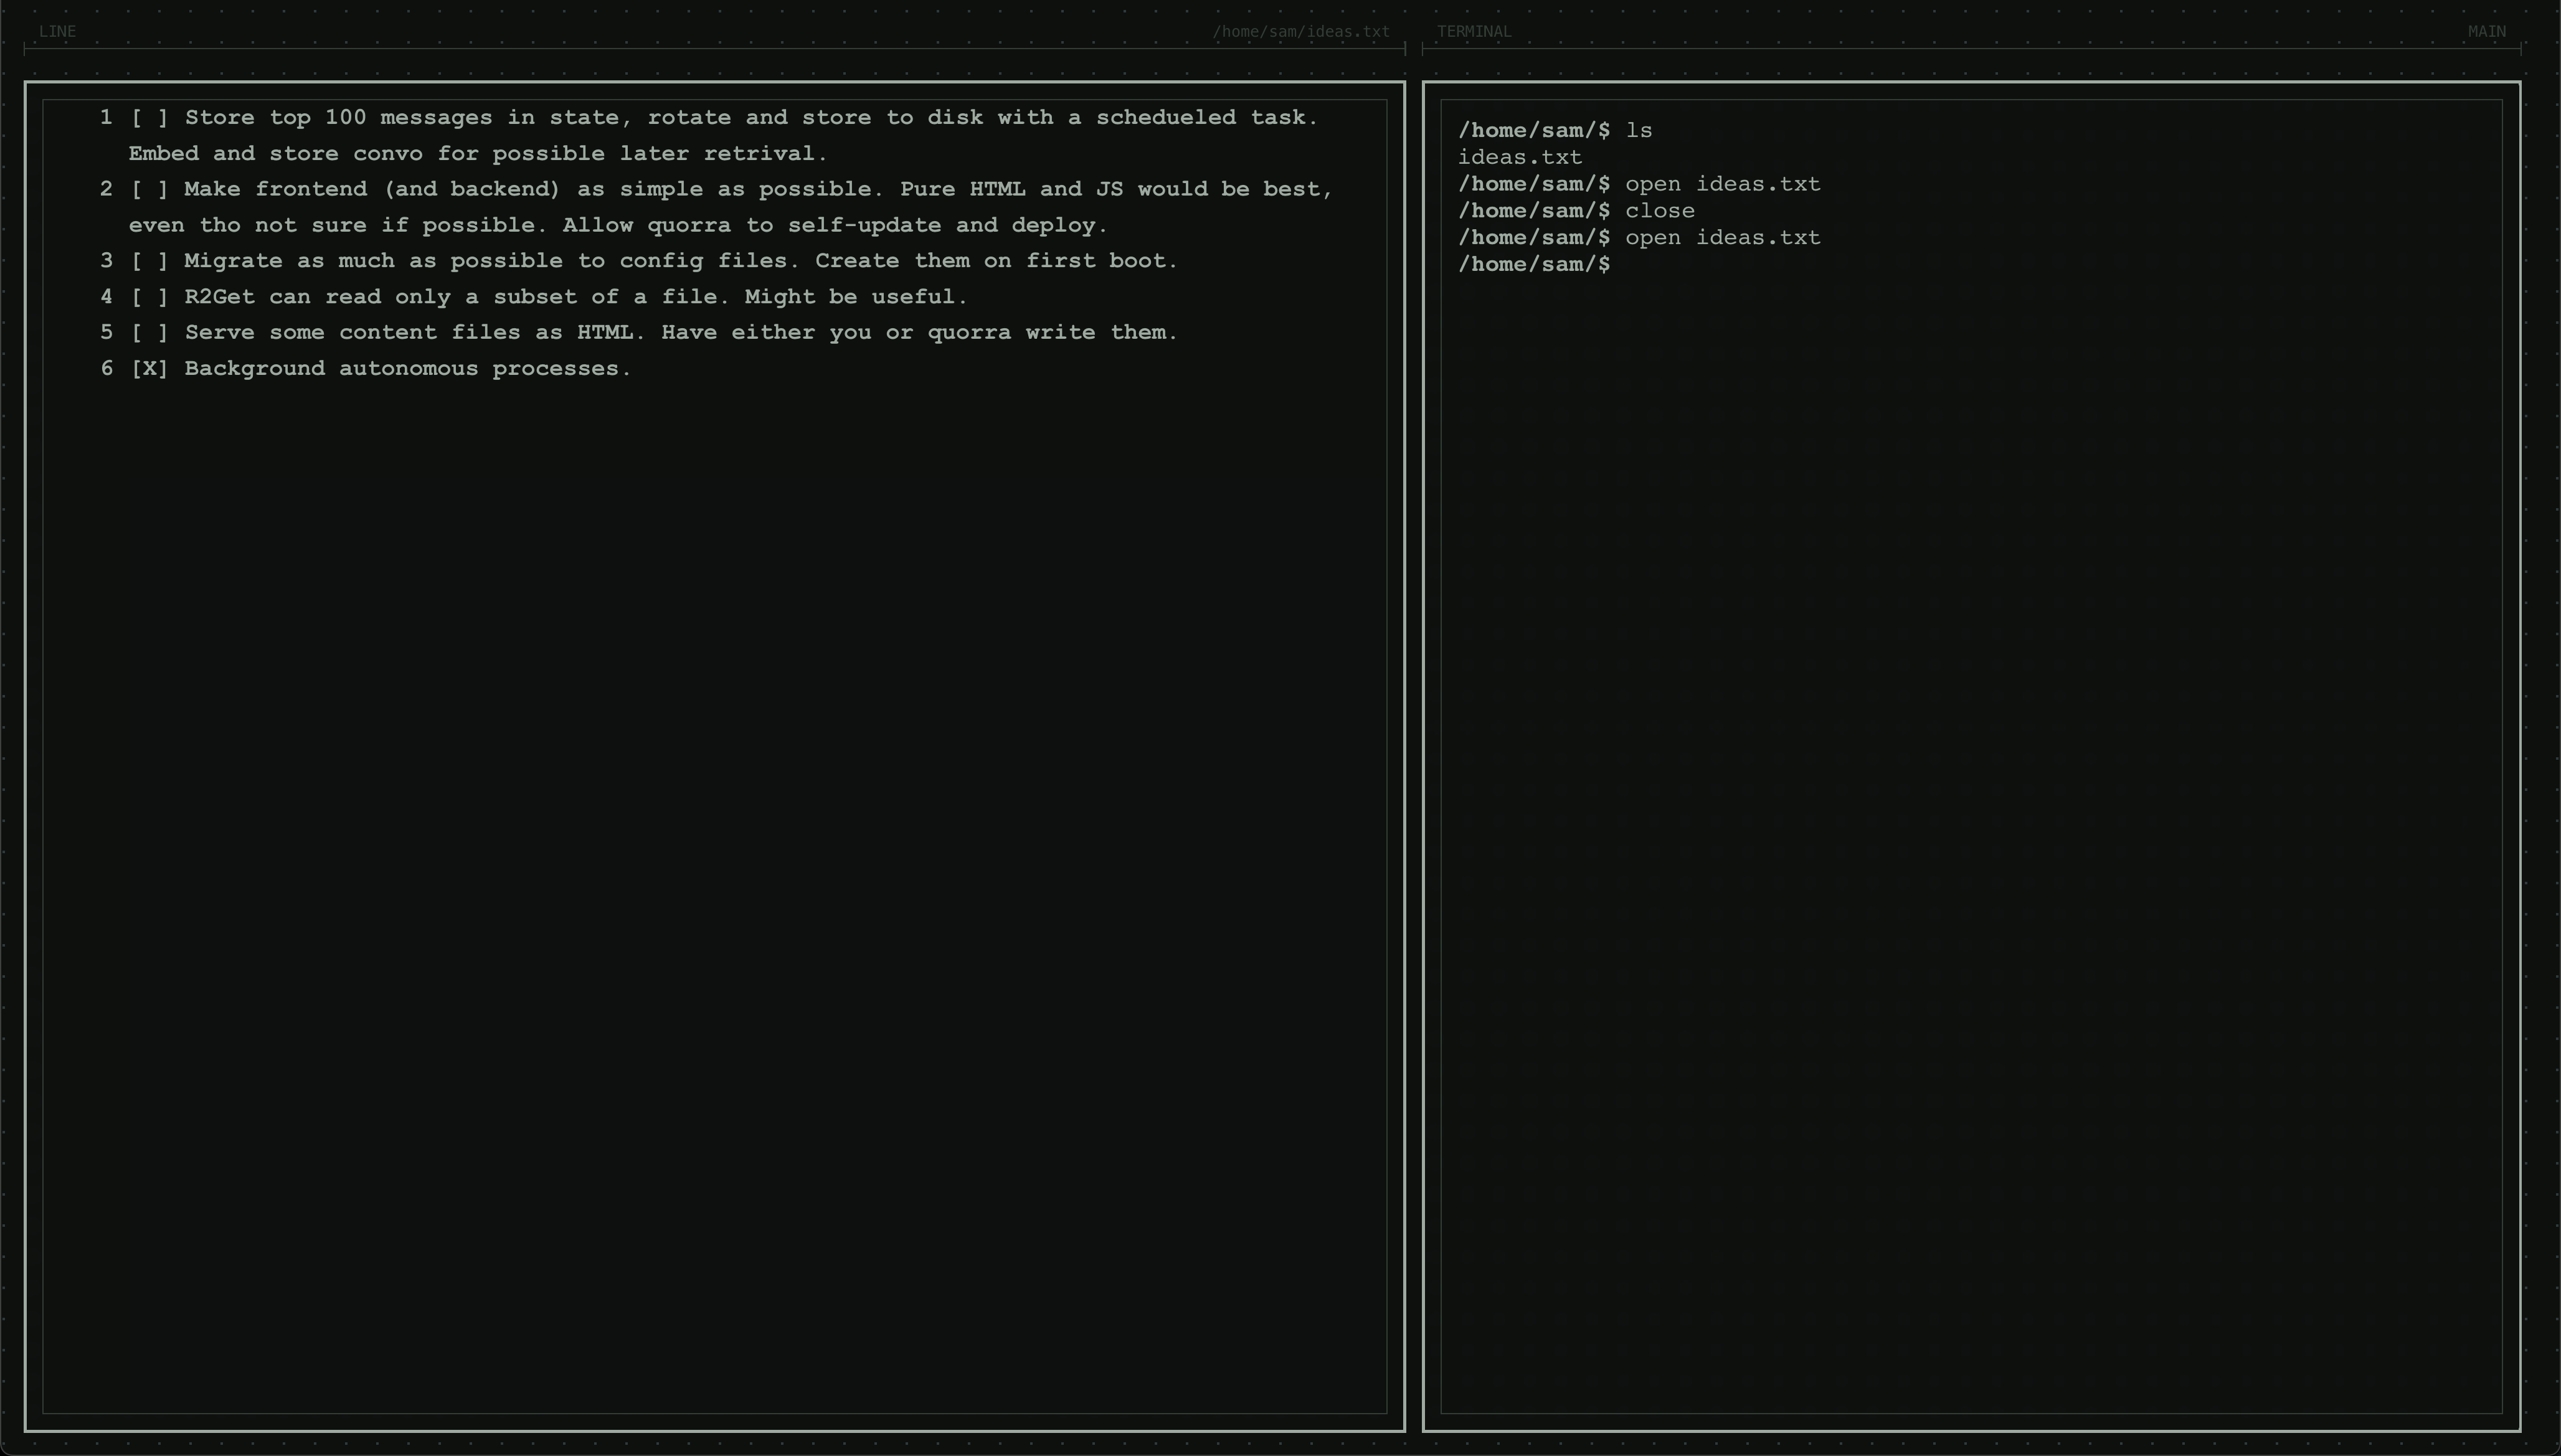 LINE /home/sam/ideas.txt
1 [ ] Store top 100 messages in state, rotate and store to disk with a schedueled task.
Embed and store convo for possible later retrival.
2 [ ] Make frontend (and backend) as simple as possible. Pure HTML and JS would be best,
even tho not sure if possible. Allow quorra to self-update and deploy.
3 [ ] Migrate as much as possible to config files. Create them on first boot.
4 [ ] R2Get can read only a subset of a file. Might be useful.
5 [ ] Serve some content files as HTML. Have either you or quorra write them.
6 [X] Background autonomous processes.
TERMINAL MAIN
/home/sam/$ ls
ideas.txt
/home/sam/$ open ideas.txt
/home/sam/$ close
/home/sam/$ open ideas.txt
/home/sam/$